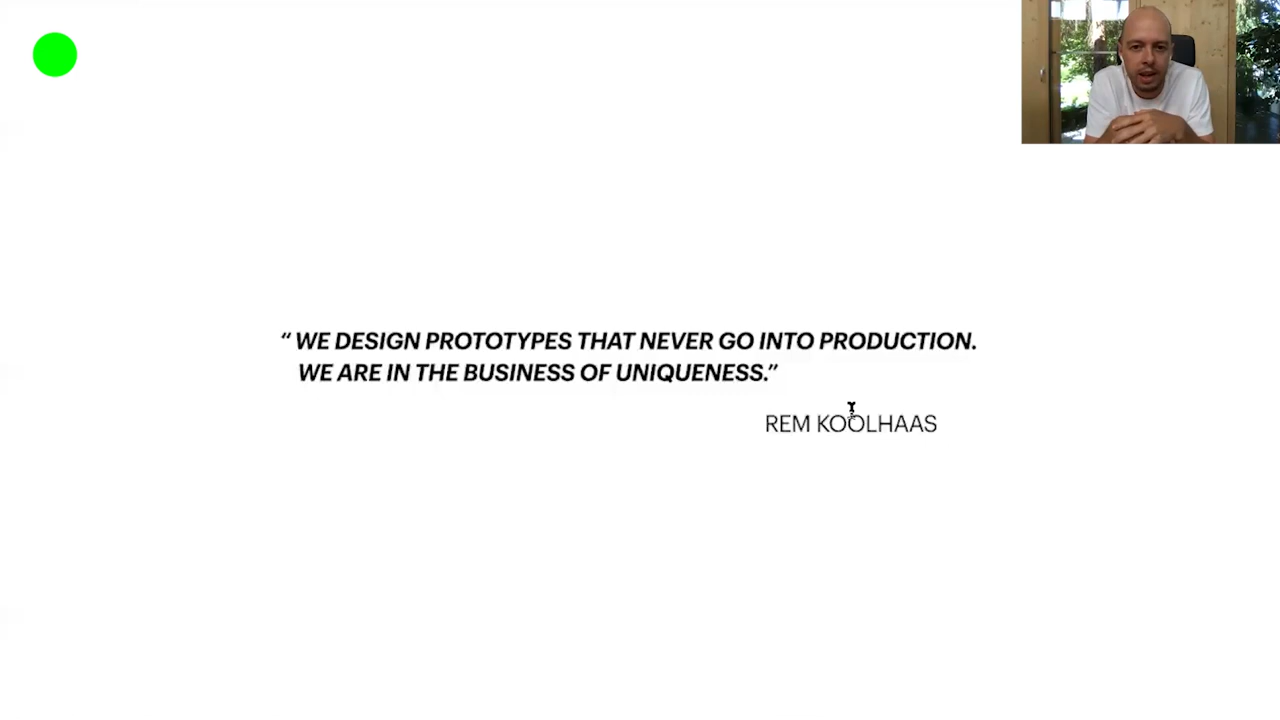 “ WE DESIGN PROTOTYPES THAT NEVER GO INTO PRODUCTION.
WE ARE IN THE BUSINESS OF UNIQUENESS.”
REM KOOLHAAS